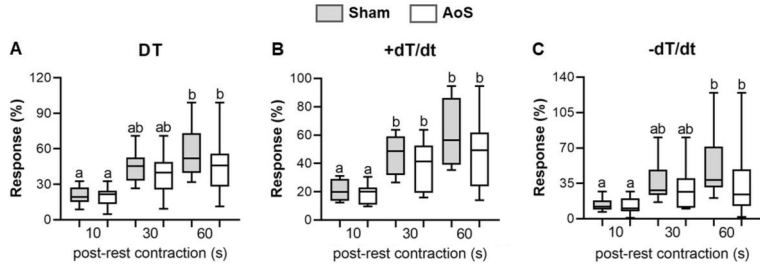 Sham AoS
A DT
B +dT/dt
C -dT/dt
Response (%)
120
90
60
30
0
a a ab ab b b
10 30 60
post-rest contraction (s)
Response (%)
100
80
60
40
20
0
a a b b b b
10 30 60
post-rest contraction (s)
Response (%)
140
105
70
35
0
a a ab ab b b
10 30 60
post-rest contraction (s)